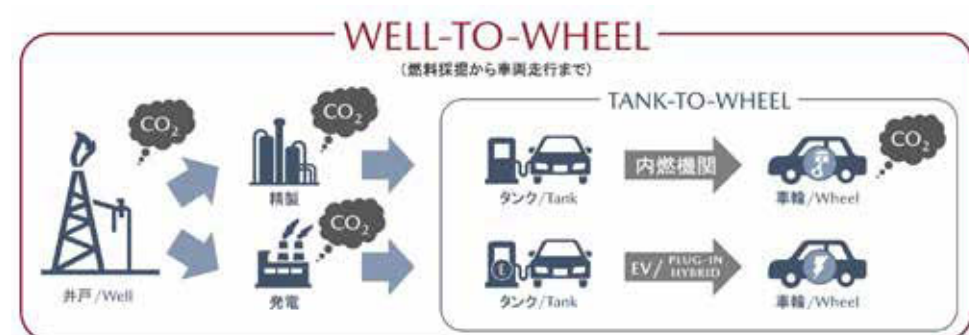 WELL-TO-WHEEL
(燃料採掘から車両走行まで)
TANK-TO-WHEEL
CO2
CO2
CO2
内燃機関
精製
タンク/Tank
車輪/Wheel
CO2
EV/ PLUG-IN HYBRID
E
井戸/Well
発電
タンク/Tank
車輪/Wheel